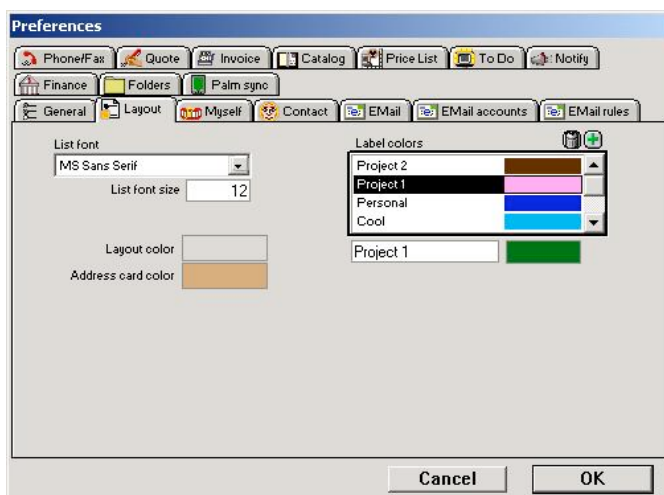 Preferences
Phone/Fax Quote Invoice Catalog Price List To Do Notify
Finance Folders Palm sync
General Layout Myself Contact EMail EMail accounts EMail rules
List font
MS Sans Serif
List font size 12
Layout color
Address card color
Label colors
Project 2
Project 1
Personal
Cool
Project 1
Cancel OK